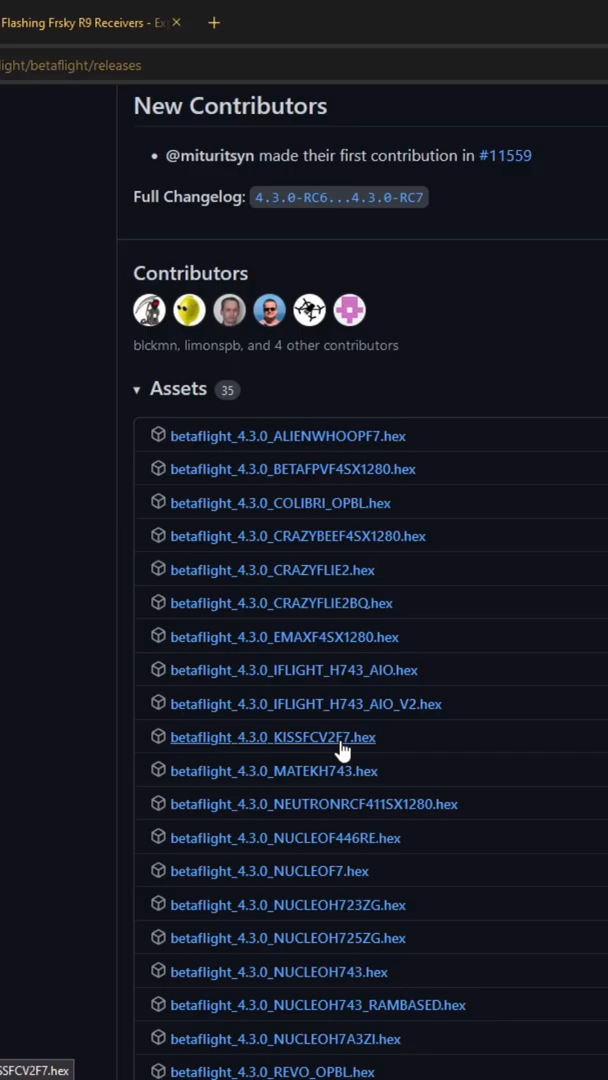 Flashing Frsky R9 Receivers - Ex
ight/betaflight/releases
New Contributors
• @mituritsyn made their first contribution in #11559
Full Changelog: 4.3.0-RC6...4.3.0-RC7
Contributors
blckmn, limonspb, and 4 other contributors
Assets 35
betaflight_4.3.0_ALIENWHOOPF7.hex
betaflight_4.3.0_BETAFPVF4SX1280.hex
betaflight_4.3.0_COLIBRI_OPBL.hex
betaflight_4.3.0_CRAZYBEEF4SX1280.hex
betaflight_4.3.0_CRAZYFLIE2.hex
betaflight_4.3.0_CRAZYFLIE2BQ.hex
betaflight_4.3.0_EMAXF4SX1280.hex
betaflight_4.3.0_IFLIGHT_H743_AIO.hex
betaflight_4.3.0_IFLIGHT_H743_AIO_V2.hex
betaflight_4.3.0_KISSFCV2F7.hex
betaflight_4.3.0_MATEKH743.hex
betaflight_4.3.0_NEUTRONRCF411SX1280.hex
betaflight_4.3.0_NUCLEOF446RE.hex
betaflight_4.3.0_NUCLEOF7.hex
betaflight_4.3.0_NUCLEOH723ZG.hex
betaflight_4.3.0_NUCLEOH725ZG.hex
betaflight_4.3.0_NUCLEOH743.hex
betaflight_4.3.0_NUCLEOH743_RAMBASED.hex
betaflight_4.3.0_NUCLEOH7A3ZI.hex
betaflight_4.3.0_REVO_OPBL.hex
SSFCV2F7.hex